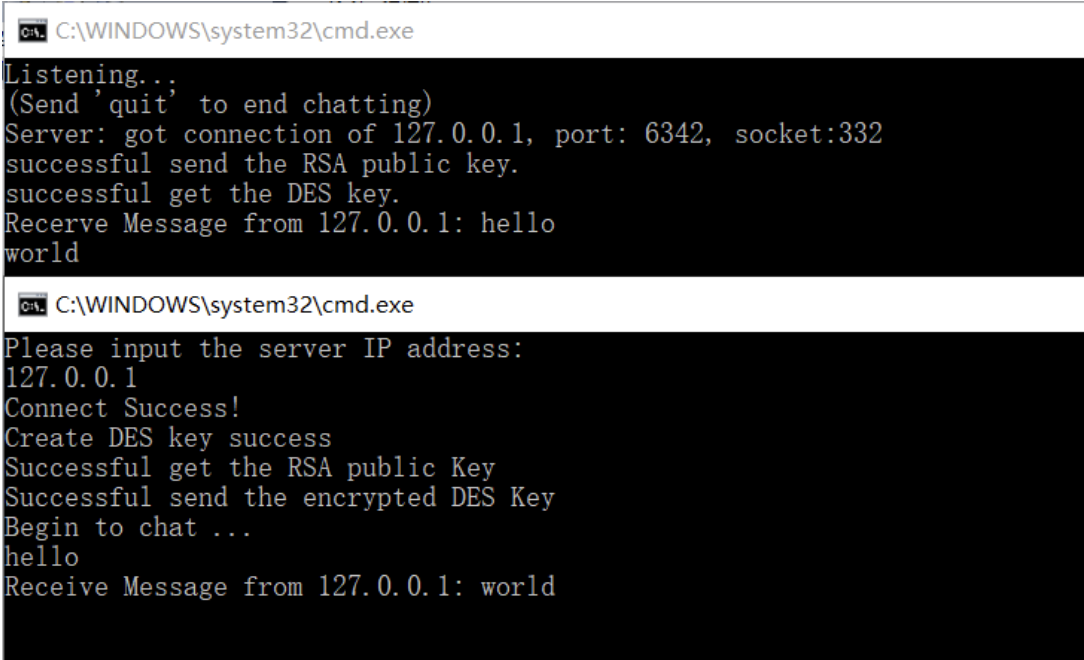 C:\WINDOWS\system32\cmd.exe
Listening...
(Send 'quit' to end chatting)
Server: got connection of 127.0.0.1, port: 6342, socket:332
successful send the RSA public key.
successful get the DES key.
Recerve Message from 127.0.0.1: hello
world
C:\WINDOWS\system32\cmd.exe
Please input the server IP address:
127.0.0.1
Connect Success!
Create DES key success
Successful get the RSA public Key
Successful send the encrypted DES Key
Begin to chat ...
hello
Receive Message from 127.0.0.1: world